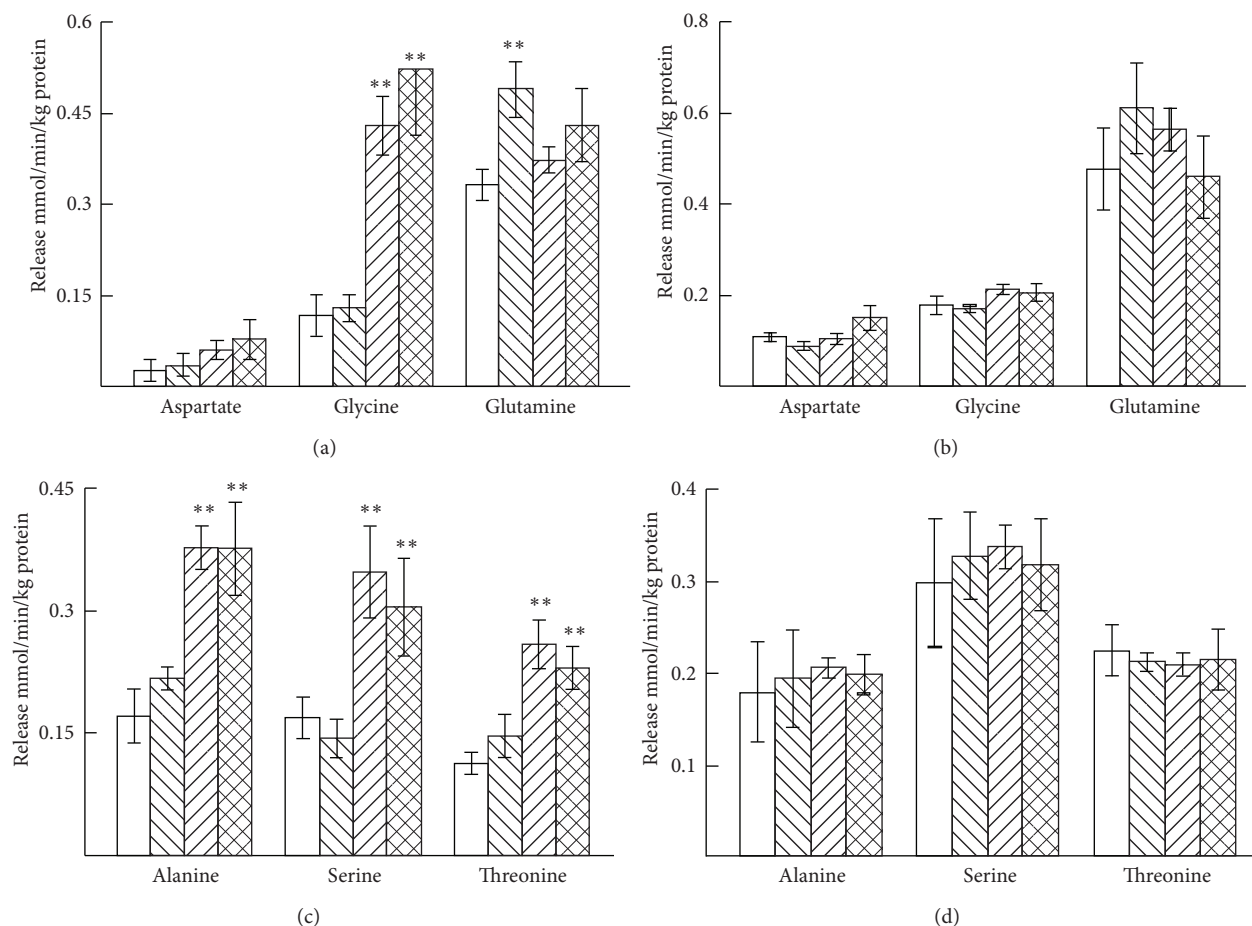 Release mmol/min/kg protein
0.6
0.45
0.3
0.15
** ** **
Aspartate Glycine Glutamine
(a)
Release mmol/min/kg protein
0.8
0.6
0.4
0.2
Aspartate Glycine Glutamine
(b)
Release mmol/min/kg protein
0.45
0.3
0.15
** ** ** ** ** **
Alanine Serine Threonine
(c)
Release mmol/min/kg protein
0.4
0.3
0.2
0.1
Alanine Serine Threonine
(d)